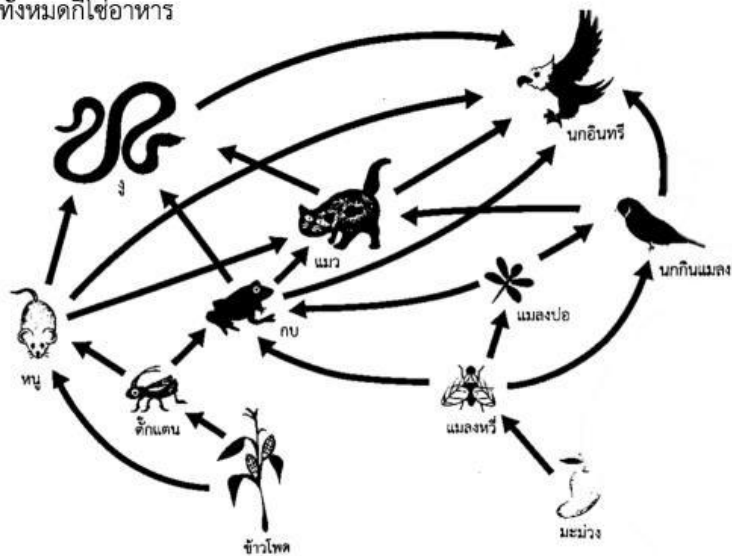 ทั้งหมดกี่โซ่อาหาร
นกอินทรี
งู
แมว
นกกินแมลง
แมลงปอ
กบ
หนู
ตั๊กแตน
แมลงหวี่
ข้าวโพด
มะม่วง